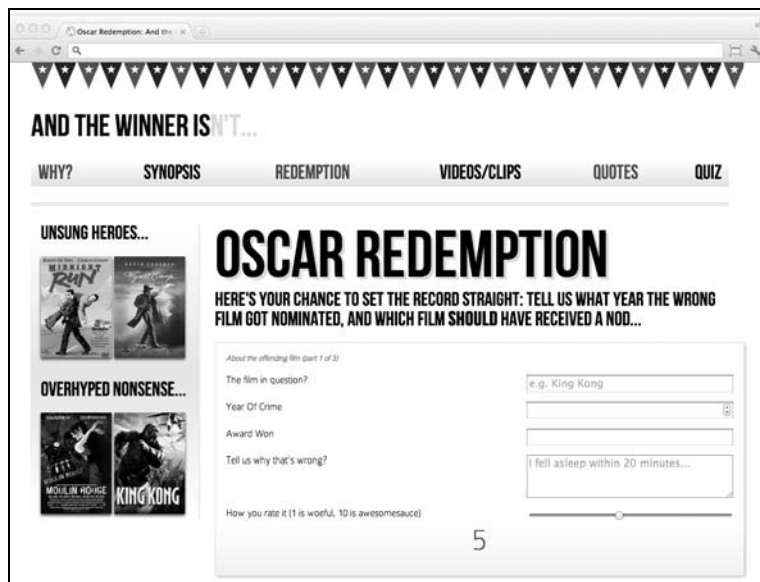 Oscar Redemption: And the
AND THE WINNER ISN'T...
WHY? SYNOPSIS REDEMPTION VIDEOS/CLIPS QUOTES QUIZ
UNSUNG HEROES...
MIDNIGHT RUN
OVERHYPED NONSENSE...
MOULIN ROUGE
KING KONG
OSCAR REDEMPTION
HERE'S YOUR CHANCE TO SET THE RECORD STRAIGHT: TELL US WHAT YEAR THE WRONG
FILM GOT NOMINATED, AND WHICH FILM SHOULD HAVE RECEIVED A NOD...
About the offending film (part 1 of 3)
The film in question?
e.g. King Kong
Year Of Crime
Award Won
Tell us why that's wrong?
I fell asleep within 20 minutes...
How you rate it (1 is woeful, 10 is awesomesauce)
5